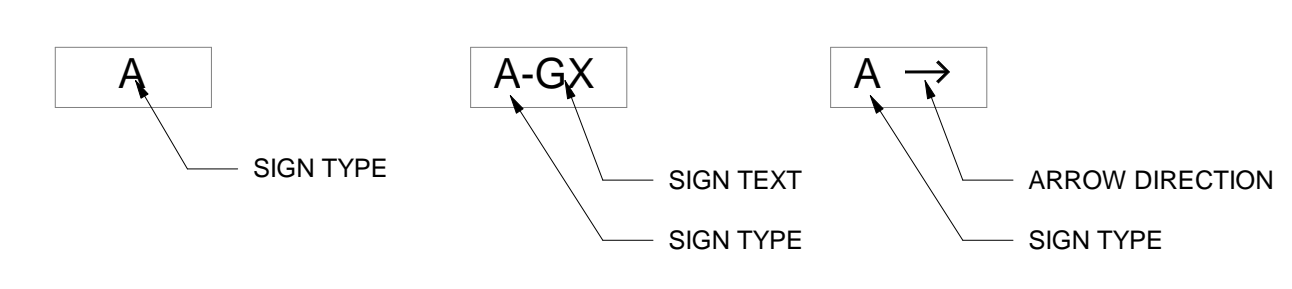 A
SIGN TYPE
A-GX
SIGN TEXT
SIGN TYPE
A →
ARROW DIRECTION
SIGN TYPE